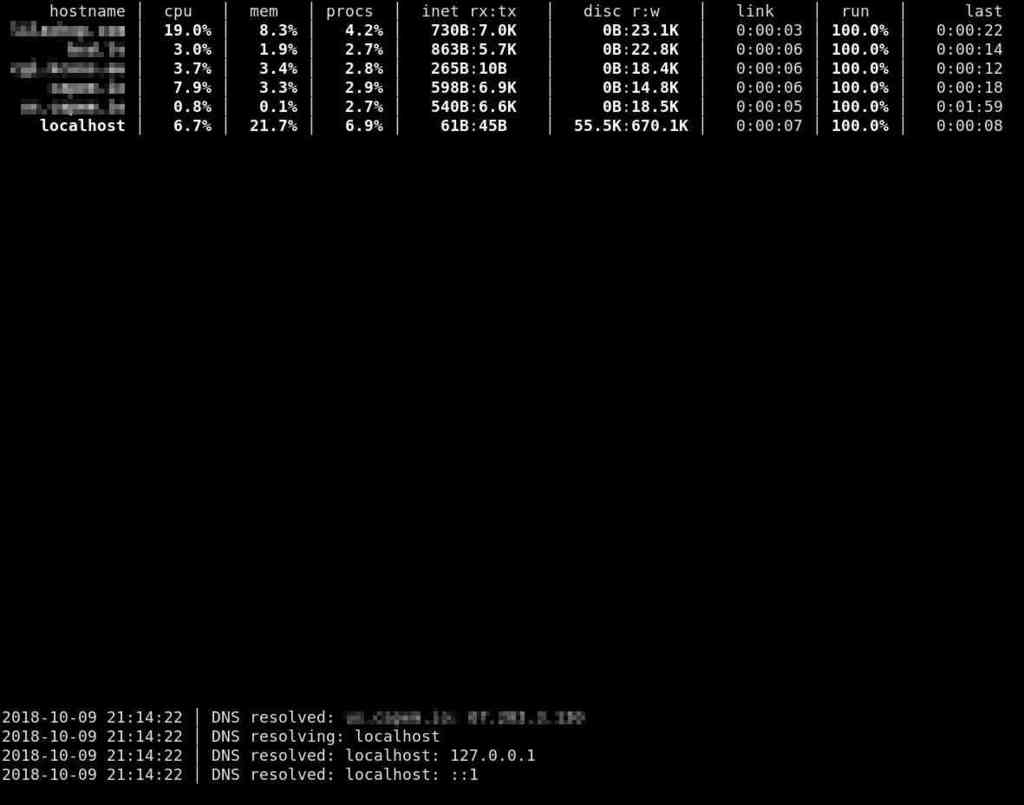 hostname │ cpu │ mem │ procs │ inet rx:tx │ disc r:w │ link │ run │ last
│ 19.0% │ 8.3% │ 4.2% │ 730B:7.0K │ 0B:23.1K │ 0:00:03 │ 100.0% │ 0:00:22
│ 3.0% │ 1.9% │ 2.7% │ 863B:5.7K │ 0B:22.8K │ 0:00:06 │ 100.0% │ 0:00:14
│ 3.7% │ 3.4% │ 2.8% │ 265B:10B │ 0B:18.4K │ 0:00:06 │ 100.0% │ 0:00:12
│ 7.9% │ 3.3% │ 2.9% │ 598B:6.9K │ 0B:14.8K │ 0:00:06 │ 100.0% │ 0:00:18
│ 0.8% │ 0.1% │ 2.7% │ 540B:6.6K │ 0B:18.5K │ 0:00:05 │ 100.0% │ 0:01:59
localhost │ 6.7% │ 21.7% │ 6.9% │ 61B:45B │ 55.5K:670.1K │ 0:00:07 │ 100.0% │ 0:00:08
2018-10-09 21:14:22 │ DNS resolved:
2018-10-09 21:14:22 │ DNS resolving: localhost
2018-10-09 21:14:22 │ DNS resolved: localhost: 127.0.0.1
2018-10-09 21:14:22 │ DNS resolved: localhost: ::1